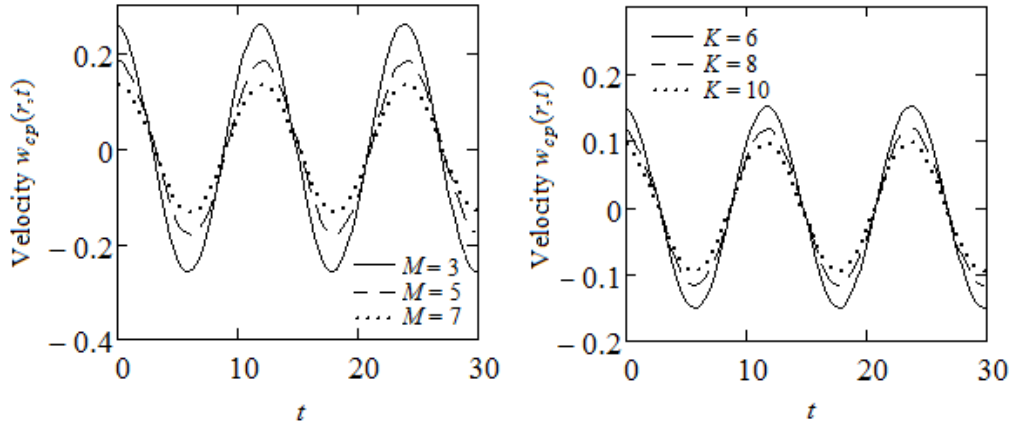 Velocity w_cp(r,t)
0.2
0
– 0.2
– 0.4
M = 3
M = 5
M = 7
0
10
20
30
t
Velocity w_cp(r,t)
0.2
0.1
0
– 0.1
– 0.2
K = 6
K = 8
K = 10
0
10
20
30
t